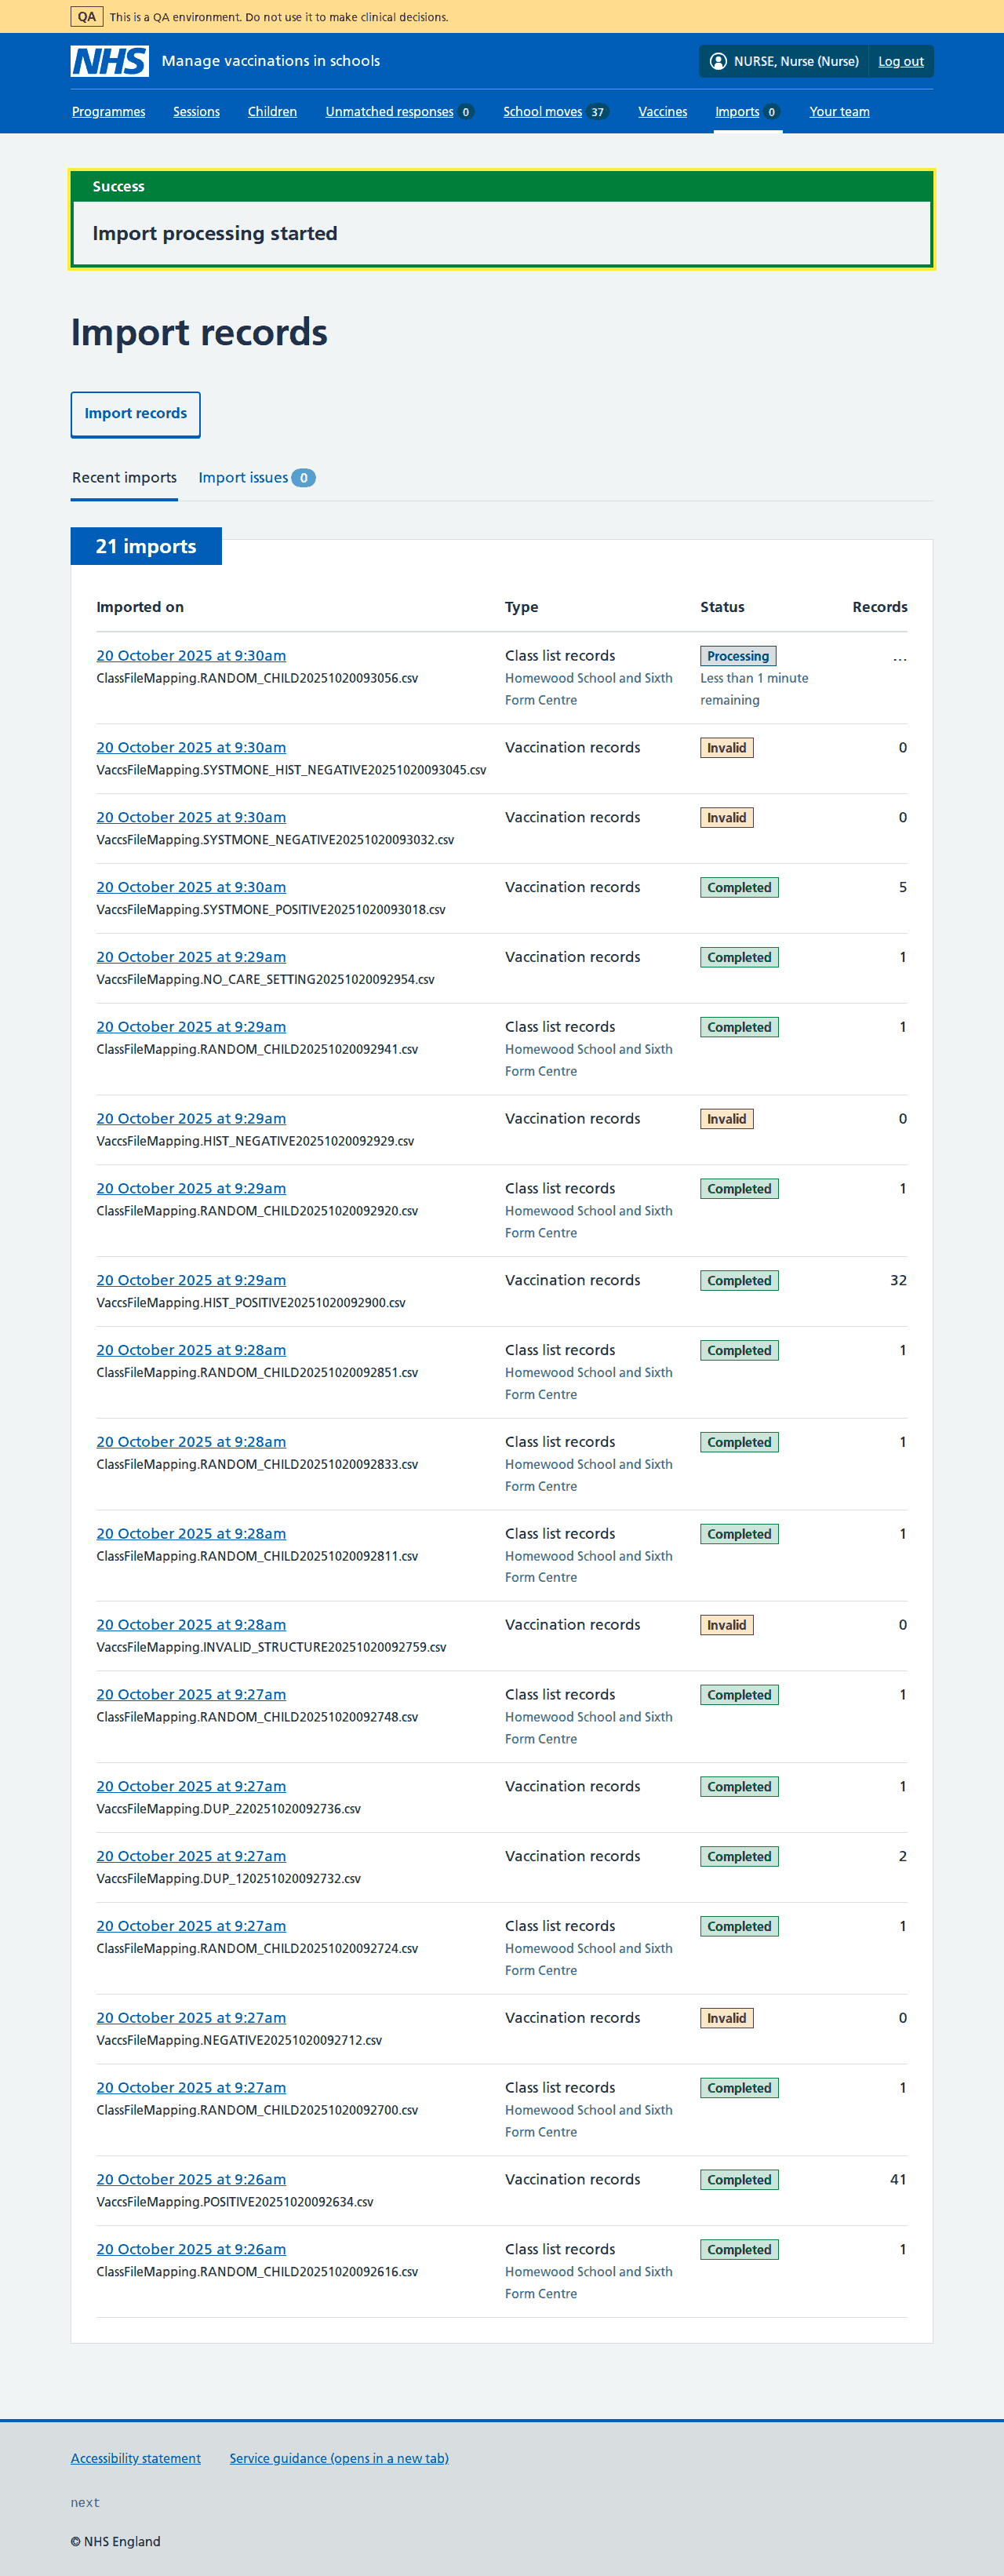 QA This is a QA environment. Do not use it to make clinical decisions.
NHS Manage vaccinations in schools NURSE, Nurse (Nurse) Log out
Programmes Sessions Children Unmatched responses 0 School moves 37 Vaccines Imports 0 Your team
Success
Import processing started
Import records
Import records
Recent imports Import issues 0
21 imports
Imported on Type Status Records
20 October 2025 at 9:30am Class list records Processing ...
ClassFileMapping.RANDOM_CHILD20251020093056.csv Homewood School and Sixth Less than 1 minute
Form Centre remaining
20 October 2025 at 9:30am Vaccination records Invalid 0
VaccsFileMapping.SYSTMONE_HIST_NEGATIVE20251020093045.csv
20 October 2025 at 9:30am Vaccination records Invalid 0
VaccsFileMapping.SYSTMONE_NEGATIVE20251020093032.csv
20 October 2025 at 9:30am Vaccination records Completed 5
VaccsFileMapping.SYSTMONE_POSITIVE20251020093018.csv
20 October 2025 at 9:29am Vaccination records Completed 1
VaccsFileMapping.NO_CARE_SETTING20251020092954.csv
20 October 2025 at 9:29am Class list records Completed 1
ClassFileMapping.RANDOM_CHILD20251020092941.csv Homewood School and Sixth
Form Centre
20 October 2025 at 9:29am Vaccination records Invalid 0
VaccsFileMapping.HIST_NEGATIVE20251020092929.csv
20 October 2025 at 9:29am Class list records Completed 1
ClassFileMapping.RANDOM_CHILD20251020092920.csv Homewood School and Sixth
Form Centre
20 October 2025 at 9:29am Vaccination records Completed 32
VaccsFileMapping.HIST_POSITIVE20251020092900.csv
20 October 2025 at 9:28am Class list records Completed 1
ClassFileMapping.RANDOM_CHILD20251020092851.csv Homewood School and Sixth
Form Centre
20 October 2025 at 9:28am Class list records Completed 1
ClassFileMapping.RANDOM_CHILD20251020092833.csv Homewood School and Sixth
Form Centre
20 October 2025 at 9:28am Class list records Completed 1
ClassFileMapping.RANDOM_CHILD20251020092811.csv Homewood School and Sixth
Form Centre
20 October 2025 at 9:28am Vaccination records Invalid 0
VaccsFileMapping.INVALID_STRUCTURE20251020092759.csv
20 October 2025 at 9:27am Class list records Completed 1
ClassFileMapping.RANDOM_CHILD20251020092748.csv Homewood School and Sixth
Form Centre
20 October 2025 at 9:27am Vaccination records Completed 1
VaccsFileMapping.DUP_220251020092736.csv
20 October 2025 at 9:27am Vaccination records Completed 2
VaccsFileMapping.DUP_120251020092732.csv
20 October 2025 at 9:27am Class list records Completed 1
ClassFileMapping.RANDOM_CHILD20251020092724.csv Homewood School and Sixth
Form Centre
20 October 2025 at 9:27am Vaccination records Invalid 0
VaccsFileMapping.NEGATIVE20251020092712.csv
20 October 2025 at 9:27am Class list records Completed 1
ClassFileMapping.RANDOM_CHILD20251020092700.csv Homewood School and Sixth
Form Centre
20 October 2025 at 9:26am Vaccination records Completed 41
VaccsFileMapping.POSITIVE20251020092634.csv
20 October 2025 at 9:26am Class list records Completed 1
ClassFileMapping.RANDOM_CHILD20251020092616.csv Homewood School and Sixth
Form Centre
Accessibility statement Service guidance (opens in a new tab)
next
© NHS England